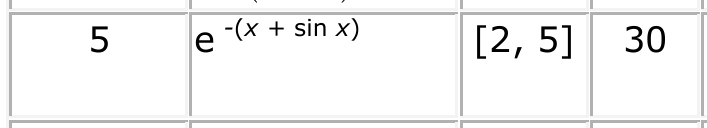 5 e -(x + sin x) [2, 5] 30